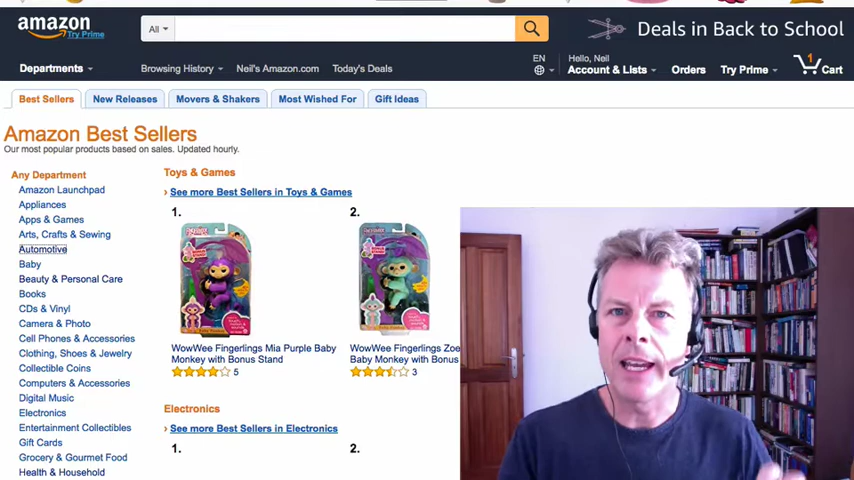 amazon
Try Prime
All
Deals in Back to School
Departments
Browsing History
Neil's Amazon.com
Today's Deals
EN
Hello, Neil
Account & Lists
Orders
Try Prime
1
Cart
Best Sellers
New Releases
Movers & Shakers
Most Wished For
Gift Ideas
Amazon Best Sellers
Our most popular products based on sales. Updated hourly.
Any Department
Amazon Launchpad
Appliances
Apps & Games
Arts, Crafts & Sewing
Automotive
Baby
Beauty & Personal Care
Books
CDs & Vinyl
Camera & Photo
Cell Phones & Accessories
Clothing, Shoes & Jewelry
Collectible Coins
Computers & Accessories
Digital Music
Electronics
Entertainment Collectibles
Gift Cards
Grocery & Gourmet Food
Health & Household
Toys & Games
› See more Best Sellers in Toys & Games
1.
2.
WowWee Fingerlings Mia Purple Baby
Monkey with Bonus Stand
5
WowWee Fingerlings Zoe
Baby Monkey with Bonus
3
Electronics
› See more Best Sellers in Electronics
1.
2.